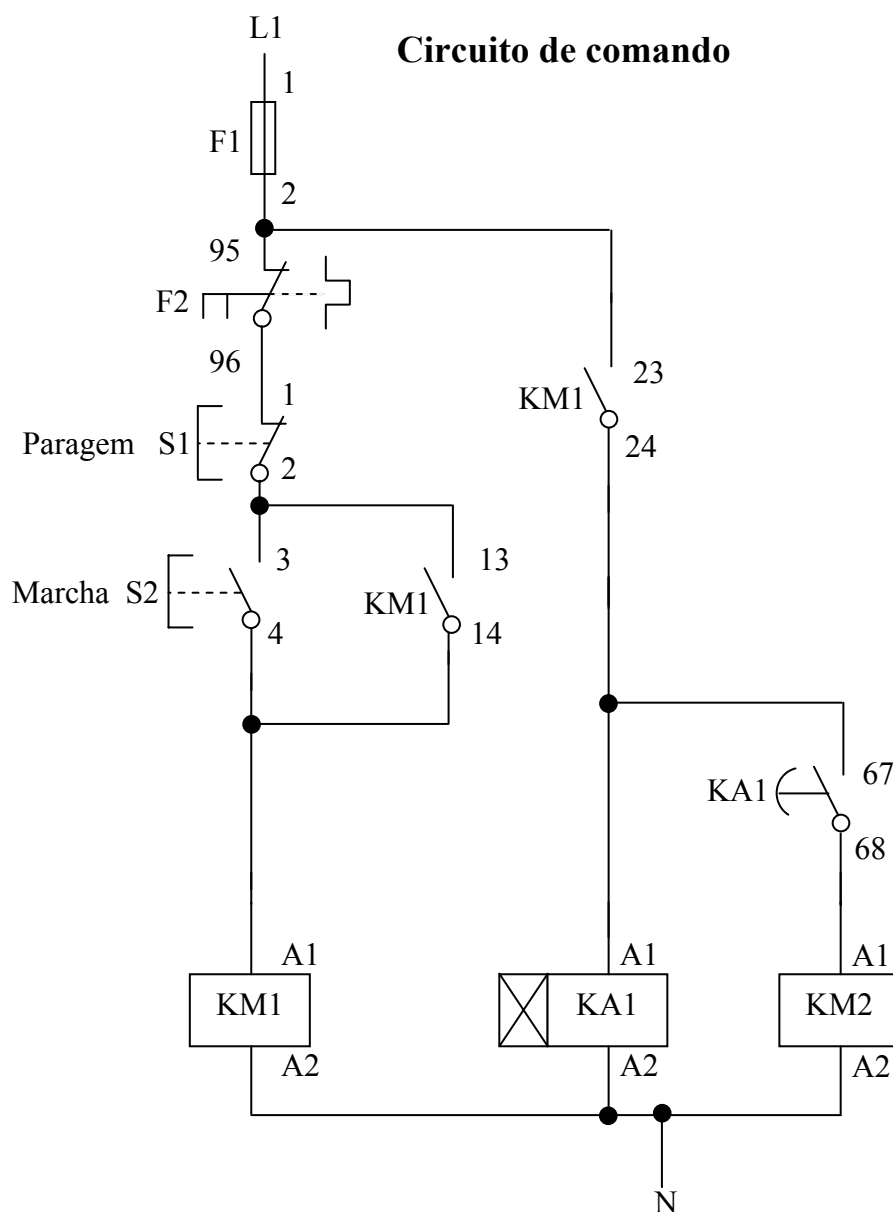 L1
Circuito de comando
1
F1
2
95
F2
96
1
Paragem S1
2
KM1
23
24
3
Marcha S2
4
13
KM1
14
KA1
67
68
A1
KM1
A2
A1
KA1
A2
A1
KM2
A2
N